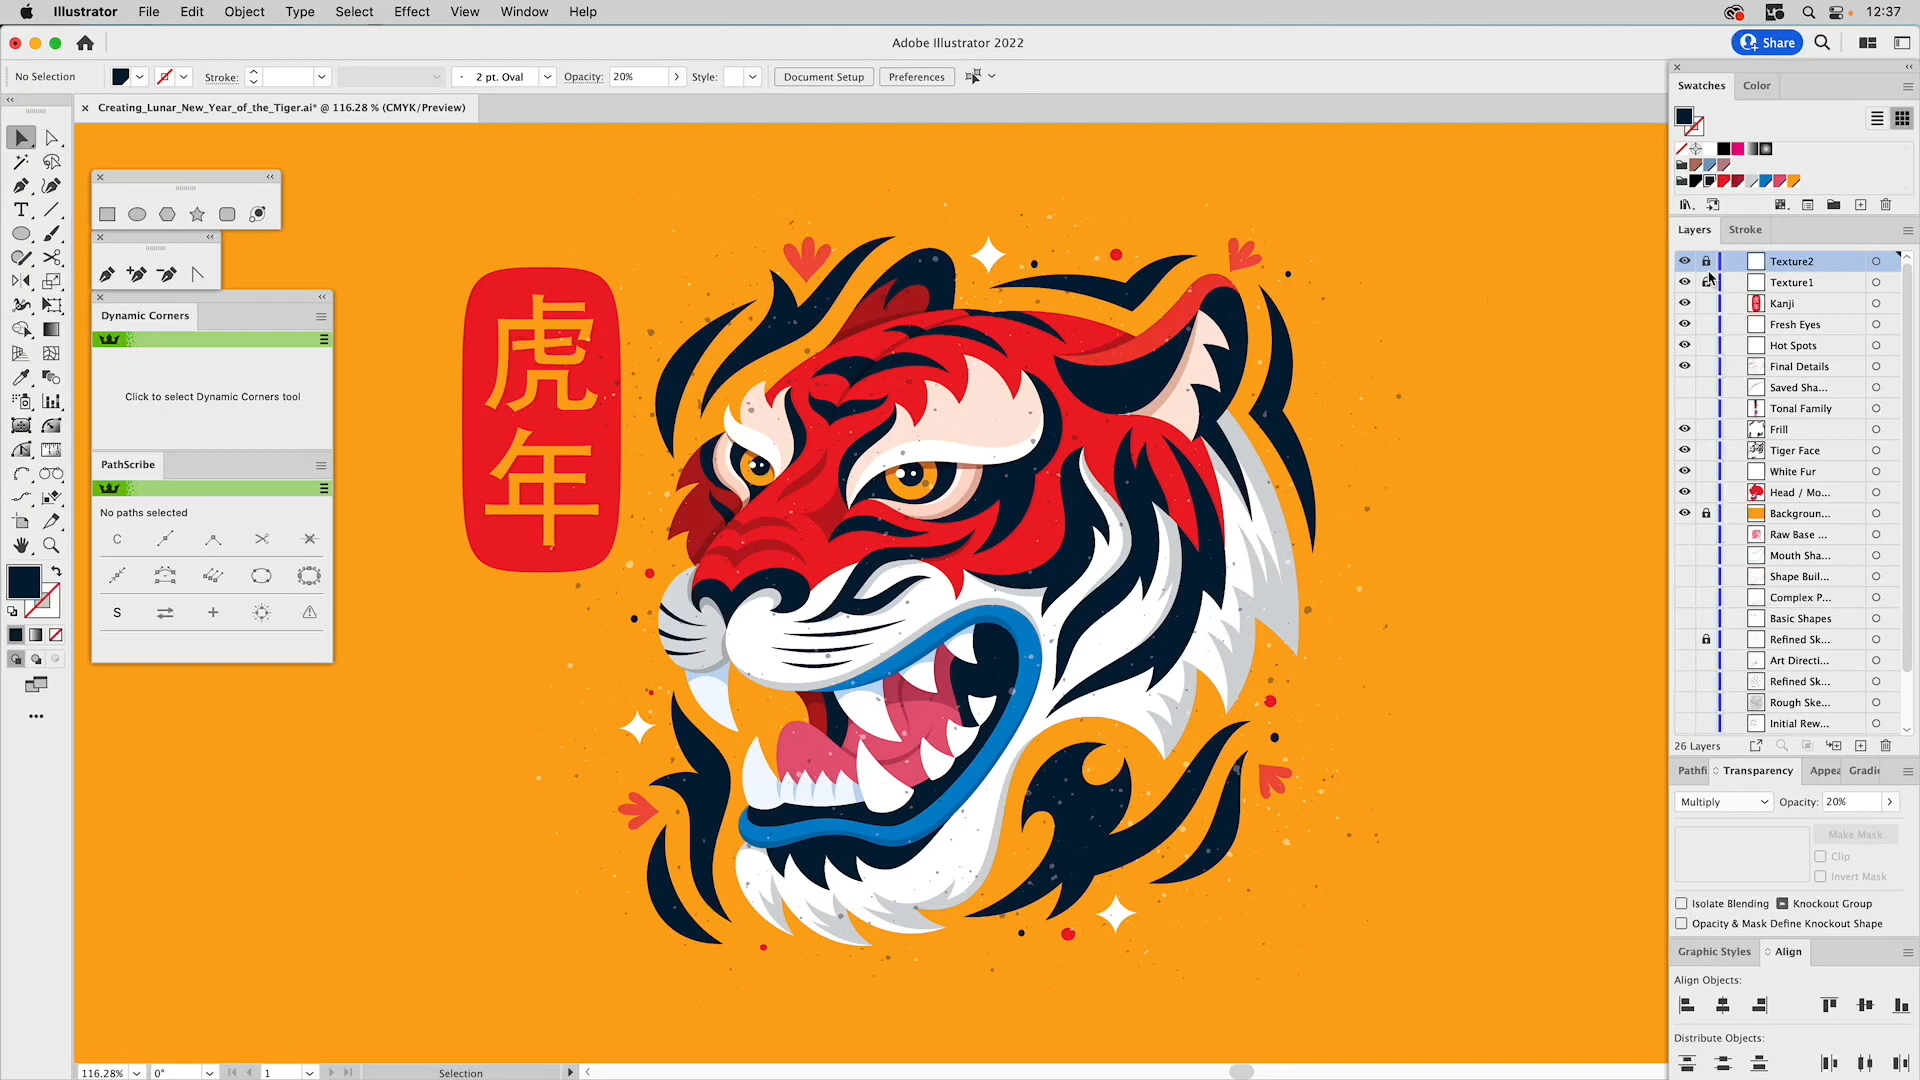 Illustrator File Edit Object Type Select Effect View Window Help 12:37
Adobe Illustrator 2022
Share
No Selection Stroke: 2 pt. Oval Opacity: 20% Style: Document Setup Preferences
Creating_Lunar_New_Year_of_the_Tiger.ai* @ 116.28 % (CMYK/Preview)
Dynamic Corners
Click to select Dynamic Corners tool
PathScribe
No paths selected
C
S
虎
年
Swatches Color
Layers Stroke
Texture2
Texture1
Kanji
Fresh Eyes
Hot Spots
Final Details
Saved Sha...
Tonal Family
Frill
Tiger Face
White Fur
Head / Mo...
Backgroun...
Raw Base ...
Mouth Sha...
Shape Buil...
Complex P...
Basic Shapes
Refined Sk...
Art Directi...
Refined Sk...
Rough Ske...
Initial Rew...
26 Layers
Pathfi Transparency Appea Gradi
Multiply Opacity: 20%
Make Mask
Clip
Invert Mask
Isolate Blending Knockout Group
Opacity & Mask Define Knockout Shape
Graphic Styles Align
Align Objects:
Distribute Objects:
116.28% 0° 1 Selection